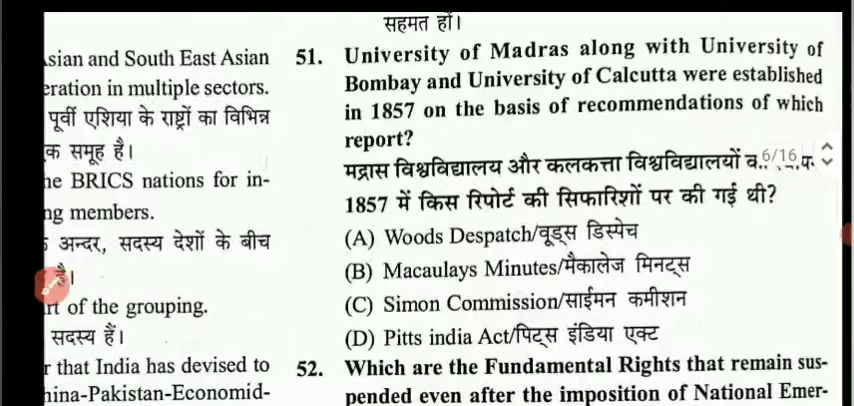 सहमत हों।
sian and South East Asian
eration in multiple sectors.
पूर्वी एशिया के राष्ट्रों का विभिन्न
क समूह है।
he BRICS nations for in-
ng members.
अन्दर, सदस्य देशों के बीच
है।
rt of the grouping.
सदस्य हैं।
r that India has devised to
hina-Pakistan-Economid-
51. University of Madras along with University of
Bombay and University of Calcutta were established
in 1857 on the basis of recommendations of which
report?
मद्रास विश्वविद्यालय और कलकत्ता विश्वविद्यालयों
6/16
1857 में किस रिपोर्ट की सिफारिशों पर की गई थी?
(A) Woods Despatch/वूड्स डिस्पेच
(B) Macaulays Minutes/मैकालेज मिनट्स
(C) Simon Commission/साईमन कमीशन
(D) Pitts india Act/पिट्स इंडिया एक्ट
52. Which are the Fundamental Rights that remain sus-
pended even after the imposition of National Emer-